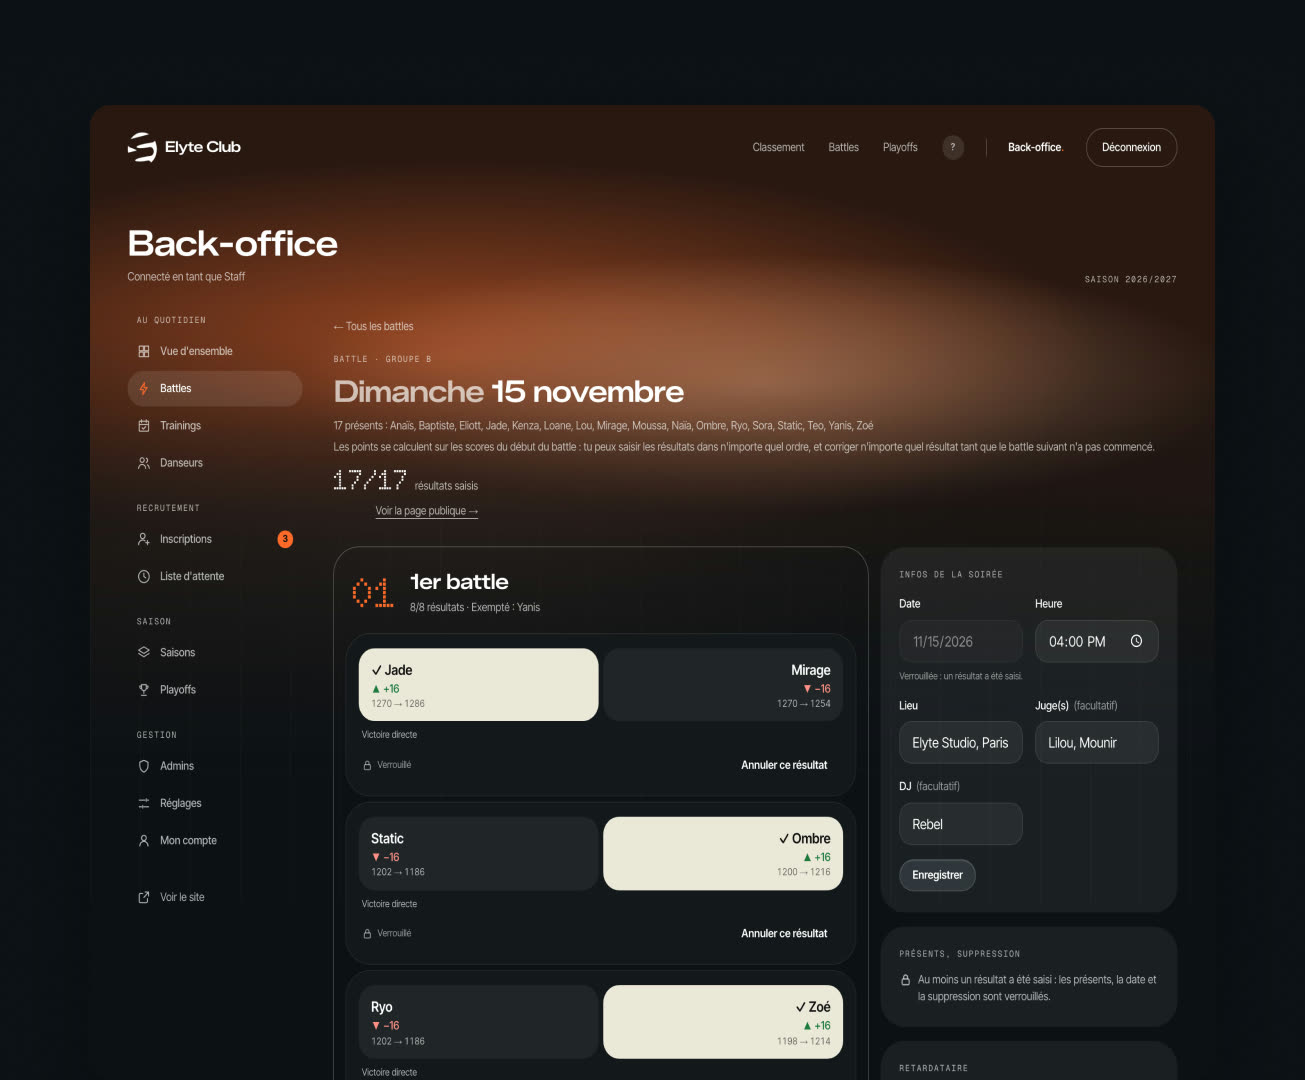 Elyte Club
Classement
Battles
Playoffs
?
Back-office.
Déconnexion
Back-office
Connecté en tant que Staff
SAISON 2026/2027
AU QUOTIDIEN
Vue d'ensemble
Battles
Trainings
Danseurs
RECRUTEMENT
Inscriptions
3
Liste d'attente
SAISON
Saisons
Playoffs
GESTION
Admins
Réglages
Mon compte
Voir le site
← Tous les battles
BATTLE · GROUPE B
Dimanche 15 novembre
17 présents : Anaïs, Baptiste, Eliott, Jade, Kenza, Loane, Lou, Mirage, Moussa, Naïa, Ombre, Ryo, Sora, Static, Teo, Yanis, Zoé
Les points se calculent sur les scores du début du battle : tu peux saisir les résultats dans n'importe quel ordre, et corriger n'importe quel résultat tant que le battle suivant n'a pas commencé.
17/17 résultats saisis
Voir la page publique →
01
1er battle
8/8 résultats · Exempté : Yanis
✓ Jade
▲ +16
1270 → 1286
Mirage
▼ −16
1270 → 1254
Victoire directe
Verrouillé
Annuler ce résultat
Static
▼ −16
1202 → 1186
✓ Ombre
▲ +16
1200 → 1216
Victoire directe
Verrouillé
Annuler ce résultat
Ryo
▼ −16
1202 → 1186
✓ Zoé
▲ +16
1198 → 1214
Victoire directe
INFOS DE LA SOIRÉE
Date
Heure
11/15/2026
04:00 PM
Verrouillée : un résultat a été saisi.
Lieu
Juge(s) (facultatif)
Elyte Studio, Paris
Lilou, Mounir
DJ (facultatif)
Rebel
Enregistrer
PRÉSENTS, SUPPRESSION
Au moins un résultat a été saisi : les présents, la date et
la suppression sont verrouillés.
RETARDATAIRE